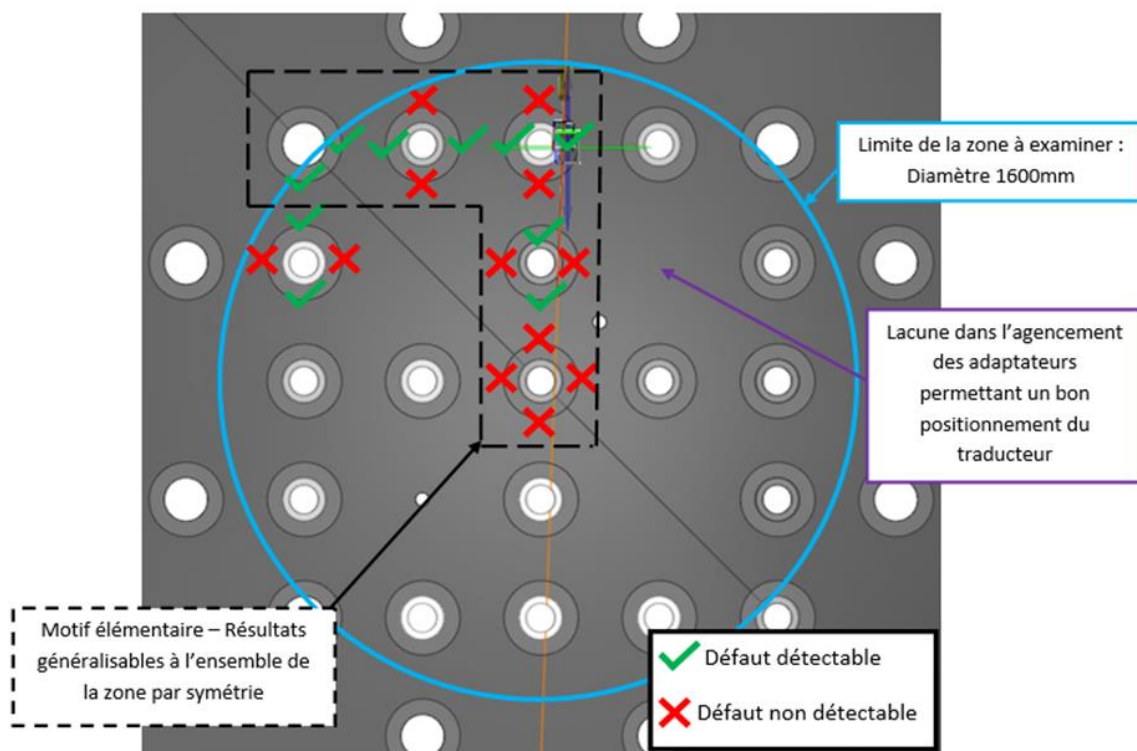 Limite de la zone à examiner :
Diamètre 1600mm
Lacune dans l’agencement
des adaptateurs
permettant un bon
positionnement du
traducteur
Motif élémentaire – Résultats
généralisables à l’ensemble de
la zone par symétrie
Défaut détectable
Défaut non détectable